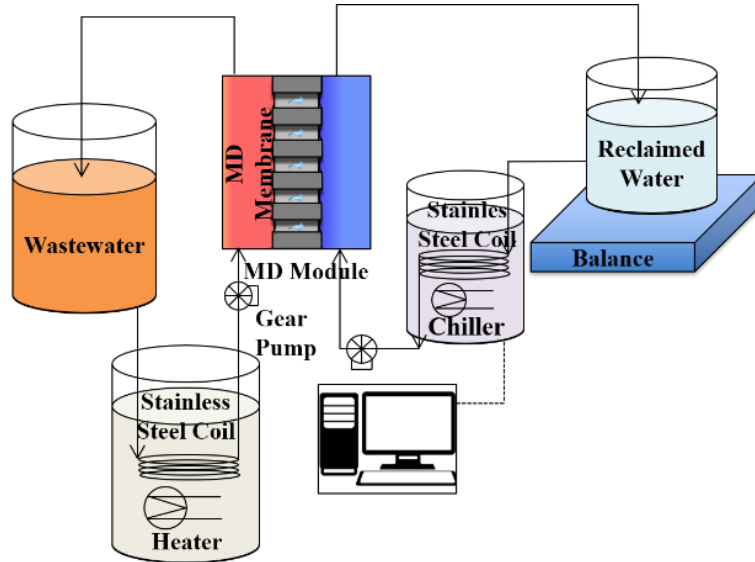 MD
Membrane
Reclaimed
Water
Stainles
Steel Coil
Wastewater
Balance
MD Module
Chiller
Gear
Pump
Stainless
Steel Coil
Heater